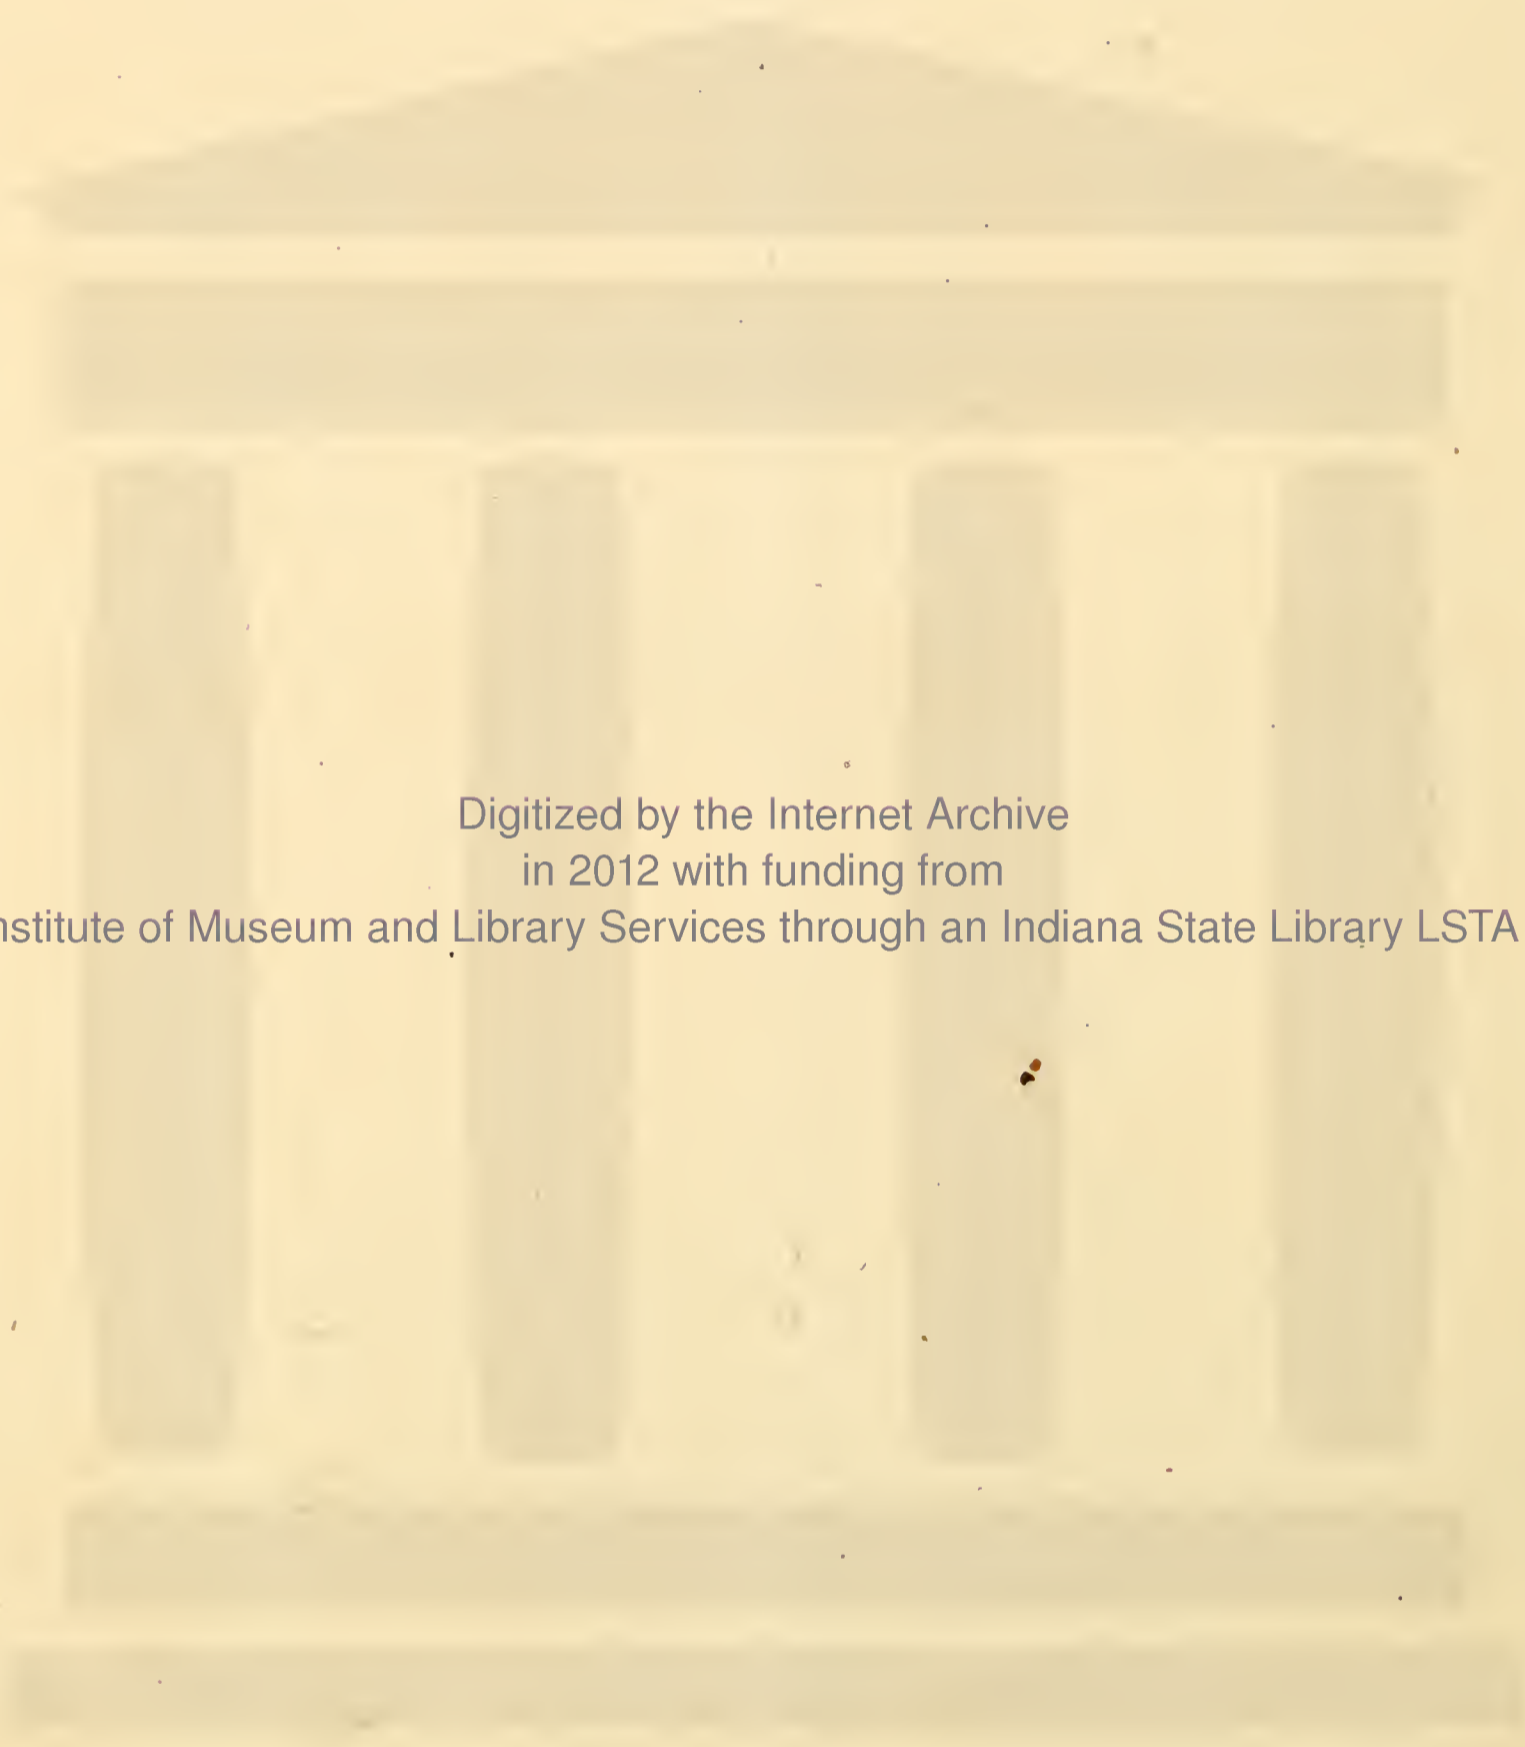 Digitized by the Internet Archive
in 2012 with funding from
nstitute of Museum and Library Services through an Indiana State Library LSTA